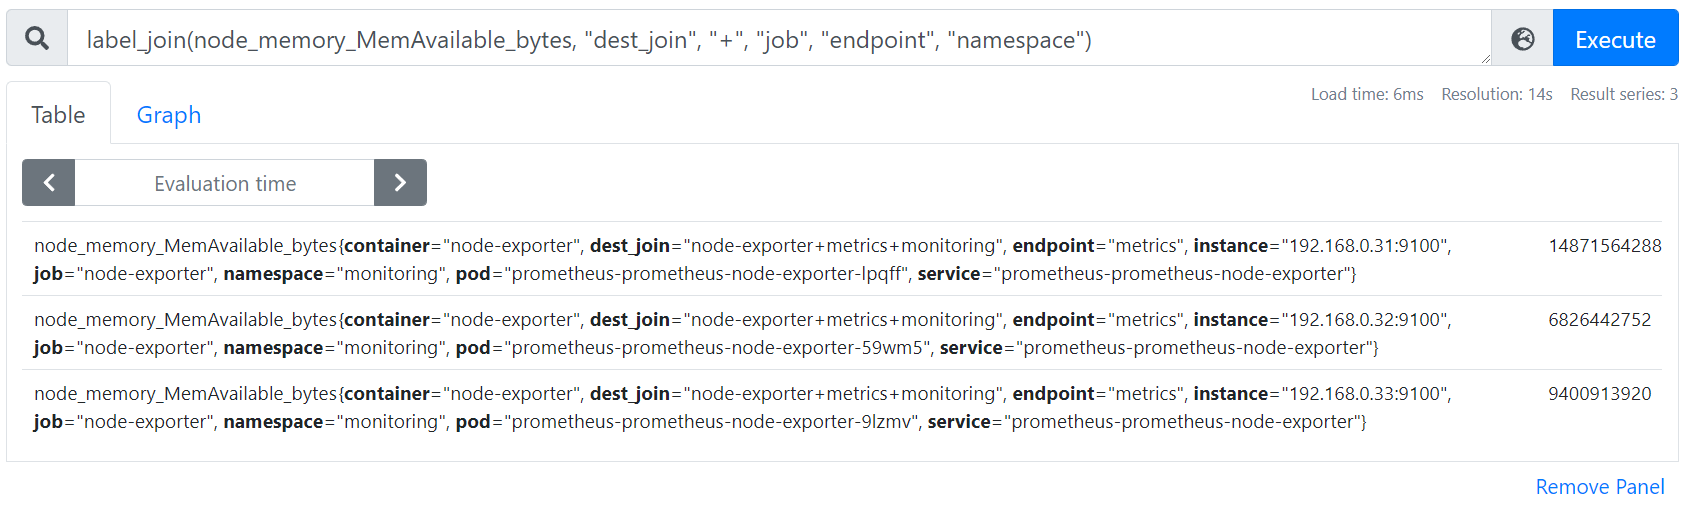 label_join(node_memory_MemAvailable_bytes, "dest_join", "+", "job", "endpoint", "namespace")
Execute
Load time: 6ms Resolution: 14s Result series: 3
Table Graph
Evaluation time
node_memory_MemAvailable_bytes{container="node-exporter", dest_join="node-exporter+metrics+monitoring", endpoint="metrics", instance="192.168.0.31:9100", 14871564288
job="node-exporter", namespace="monitoring", pod="prometheus-prometheus-node-exporter-lpqff", service="prometheus-prometheus-node-exporter"}
node_memory_MemAvailable_bytes{container="node-exporter", dest_join="node-exporter+metrics+monitoring", endpoint="metrics", instance="192.168.0.32:9100", 6826442752
job="node-exporter", namespace="monitoring", pod="prometheus-prometheus-node-exporter-59wm5", service="prometheus-prometheus-node-exporter"}
node_memory_MemAvailable_bytes{container="node-exporter", dest_join="node-exporter+metrics+monitoring", endpoint="metrics", instance="192.168.0.33:9100", 9400913920
job="node-exporter", namespace="monitoring", pod="prometheus-prometheus-node-exporter-9lzmv", service="prometheus-prometheus-node-exporter"}
Remove Panel